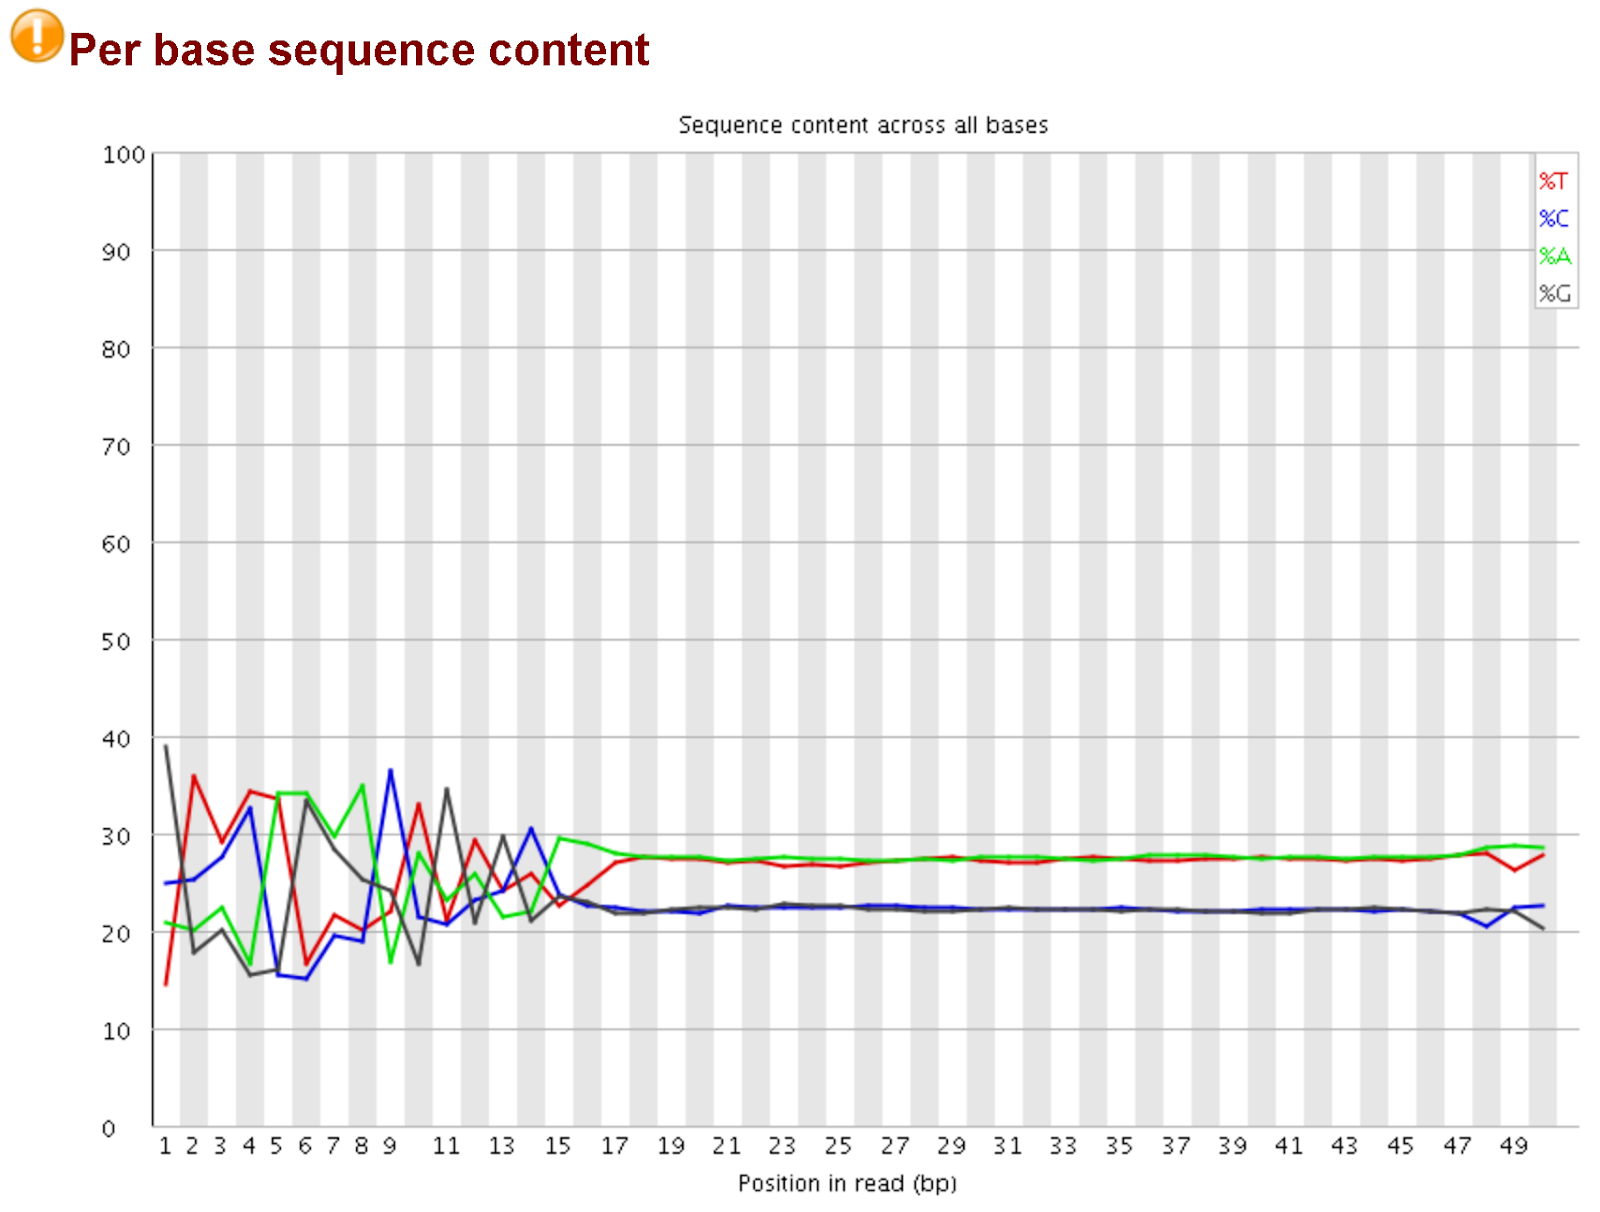 Per base sequence content
Sequence content across all bases
100
90
80
70
60
50
40
30
20
10
0
%T
%C
%A
%G
1 2 3 4 5 6 7 8 9 11 13 15 17 19 21 23 25 27 29 31 33 35 37 39 41 43 45 47 49
Position in read (bp)